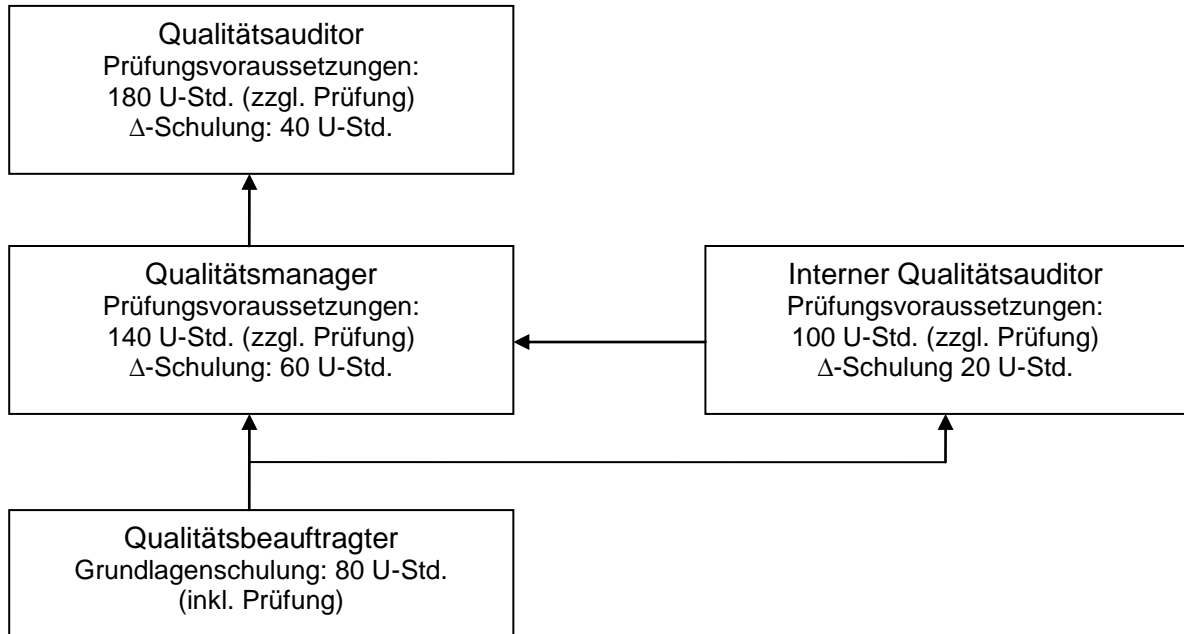 Qualitätsauditor
Prüfungsvoraussetzungen:
180 U-Std. (zzgl. Prüfung)
∆-Schulung: 40 U-Std.
Qualitätsmanager
Prüfungsvoraussetzungen:
140 U-Std. (zzgl. Prüfung)
∆-Schulung: 60 U-Std.
Interner Qualitätsauditor
Prüfungsvoraussetzungen:
100 U-Std. (zzgl. Prüfung)
∆-Schulung 20 U-Std.
Qualitätsbeauftragter
Grundlagenschulung: 80 U-Std.
(inkl. Prüfung)